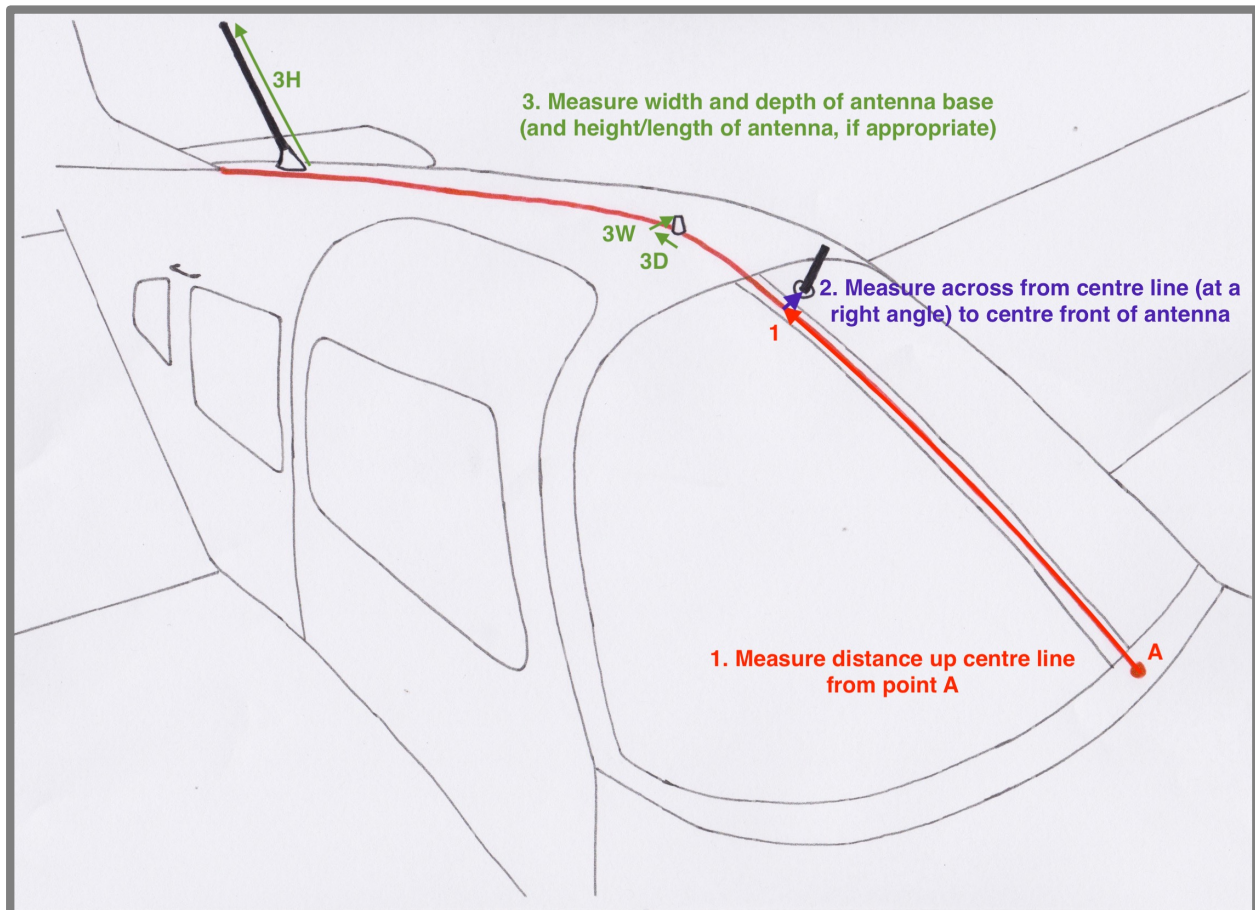 3H
3. Measure width and depth of antenna base
(and height/length of antenna, if appropriate)
3W
3D
2. Measure across from centre line (at a
right angle) to centre front of antenna
1
1. Measure distance up centre line
from point A
A